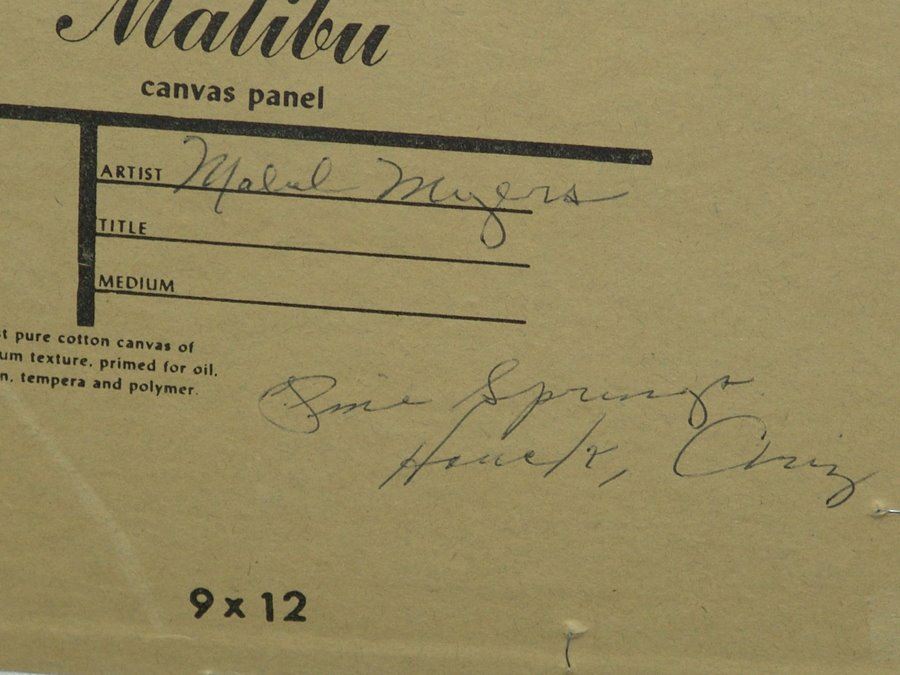 Malibu
canvas panel
ARTIST Mabel Myers
TITLE
MEDIUM
pure cotton canvas of
texture, primed for oil,
tempera and polymer.
Pine Springs
Houck, Ariz
9 x 12